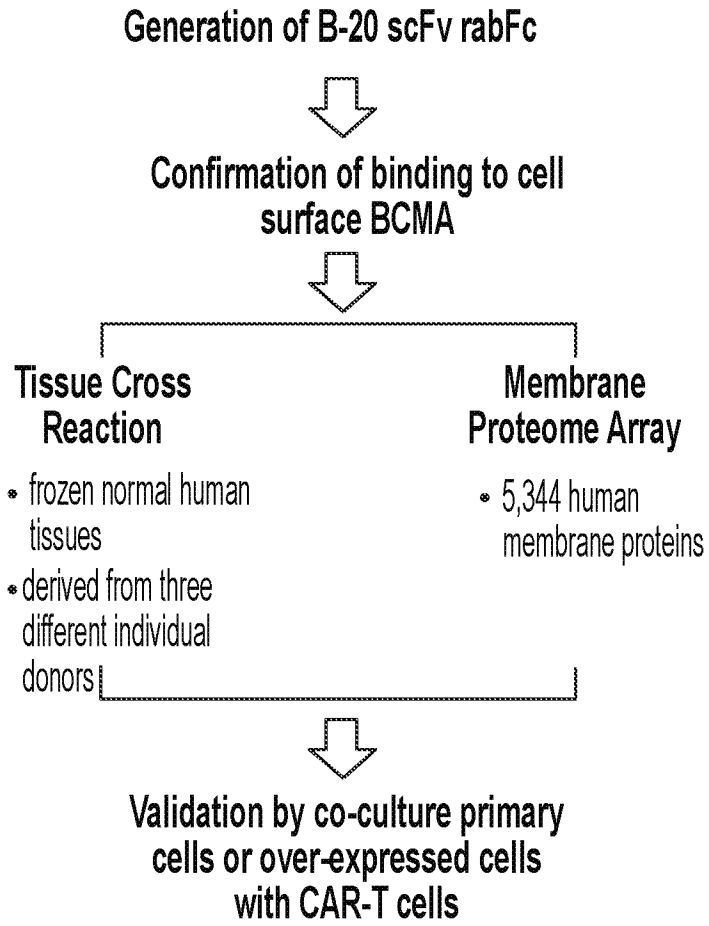 Generation of B-20 scFv rabFc
Confirmation of binding to cell
surface BCMA
Tissue Cross
Reaction
• frozen normal human
tissues
• derived from three
different individual
donors
Membrane
Proteome Array
• 5,344 human
membrane proteins
Validation by co-culture primary
cells or over-expressed cells
with CAR-T cells